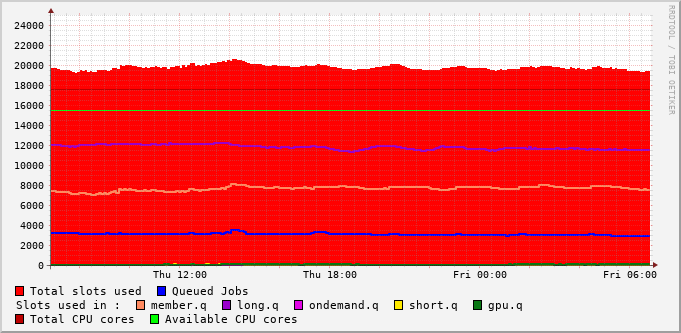 24000
22000
20000
18000
16000
14000
12000
10000
8000
6000
4000
2000
0
Thu 12:00 Thu 18:00 Fri 00:00 Fri 06:00
Total slots used Queued Jobs
Slots used in : member.q long.q ondemand.q short.q gpu.q
Total CPU cores Available CPU cores
RRDTOOL / TOBI OETIKER